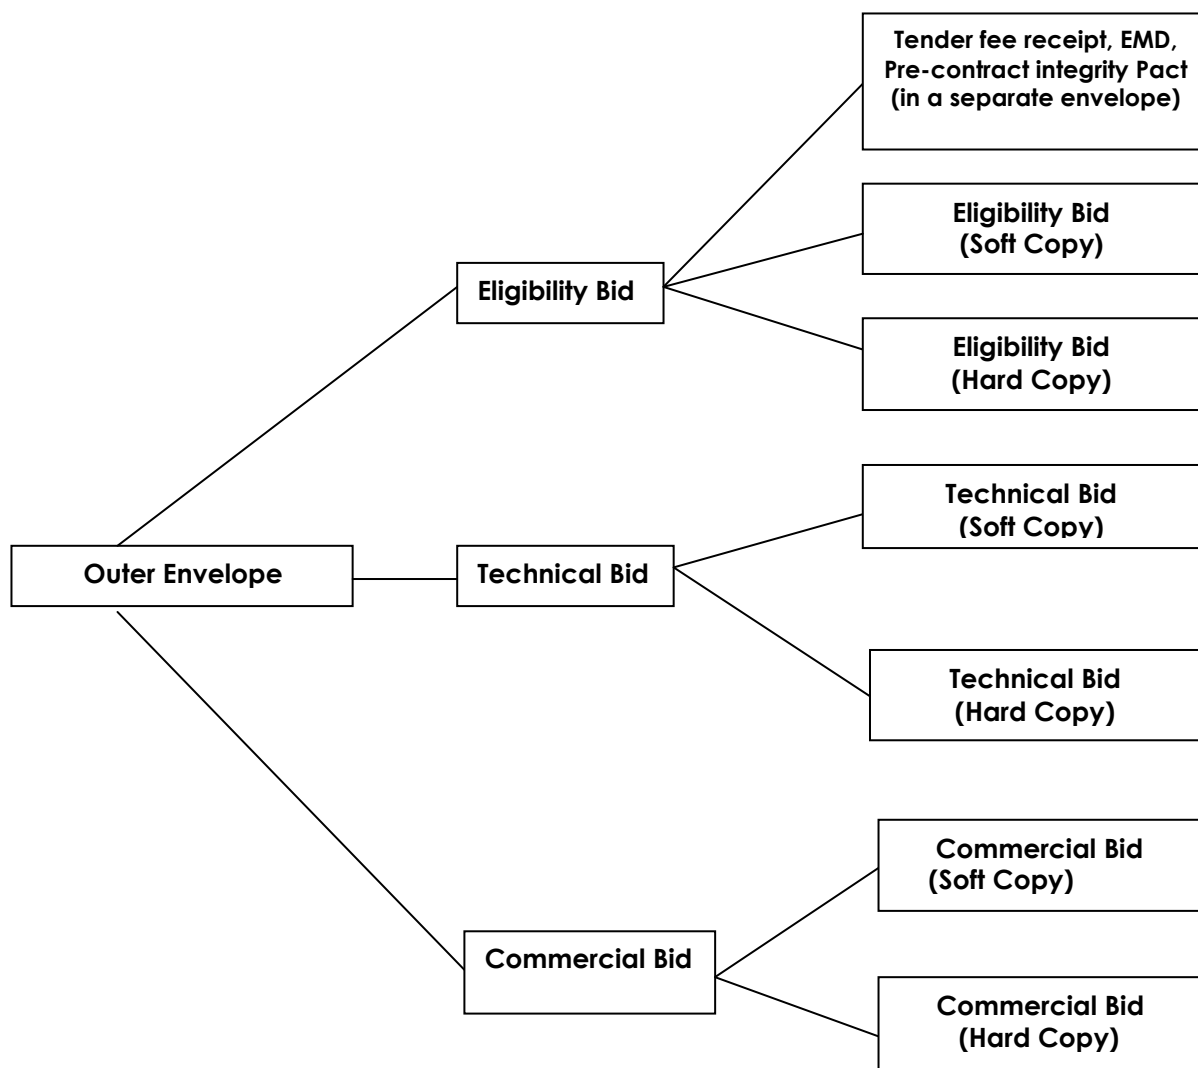 Tender fee receipt, EMD,
Pre-contract integrity Pact
(in a separate envelope)
Eligibility Bid
(Soft Copy)
Eligibility Bid
Eligibility Bid
(Hard Copy)
Technical Bid
(Soft Copy)
Outer Envelope
Technical Bid
Technical Bid
(Hard Copy)
Commercial Bid
(Soft Copy)
Commercial Bid
Commercial Bid
(Hard Copy)